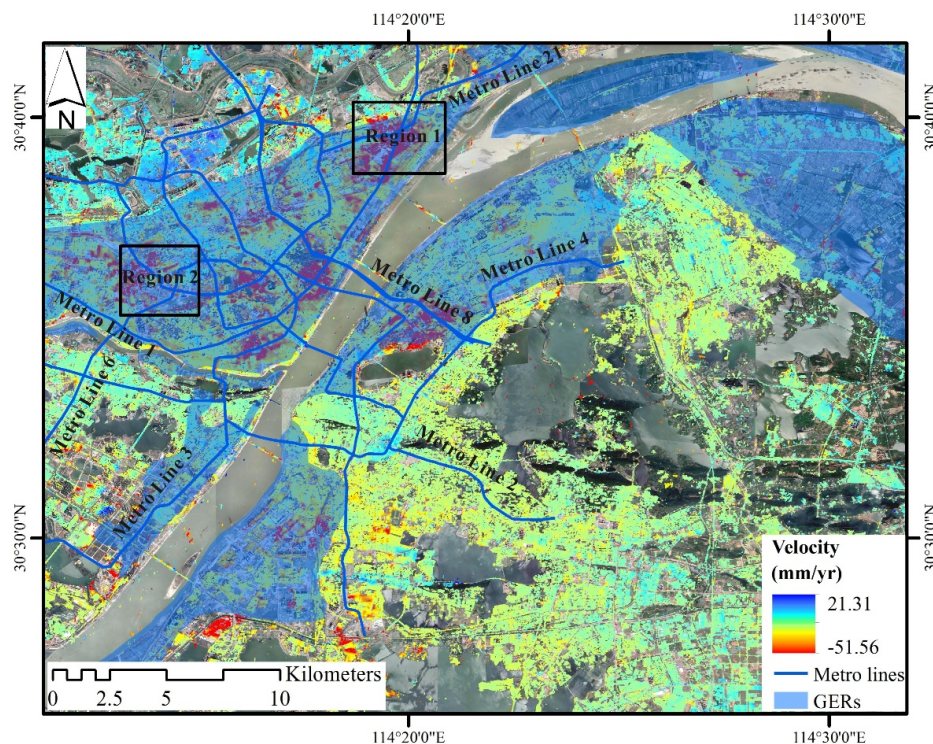 114°20'0"E
114°30'0"E
N
30°40'0"N
30°40'0"N
Metro Line 21
Region 1
Region 2
Metro Line 4
Metro Line 8
Metro Line 1
Metro Line 6
Metro Line 3
Metro Line 2
30°30'0"N
30°30'0"N
Velocity
(mm/yr)
21.31
-51.56
Metro lines
GERs
Kilometers
0 2.5 5 10
114°20'0"E
114°30'0"E